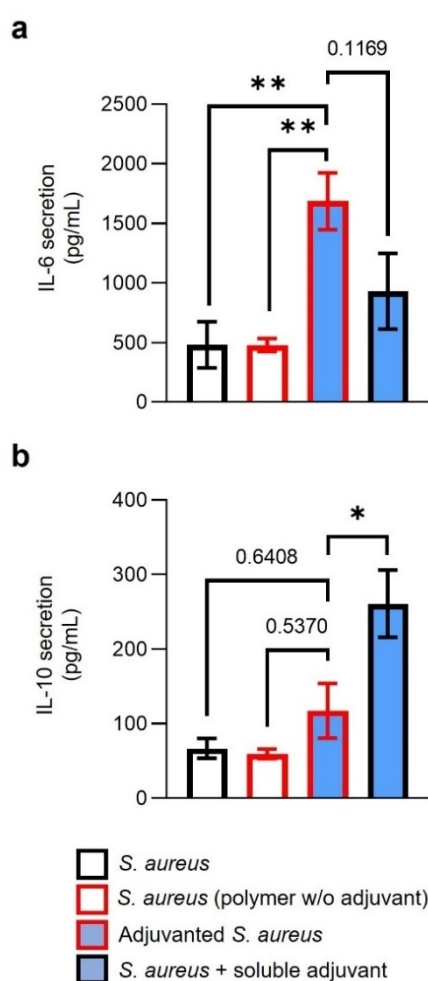 a
0.1169
**
**
2500
2000
1500
1000
500
0
IL-6 secretion
(pg/mL)
b
*
0.6408
0.5370
400
300
200
100
0
IL-10 secretion
(pg/mL)
S. aureus
S. aureus (polymer w/o adjuvant)
Adjuvanted S. aureus
S. aureus + soluble adjuvant